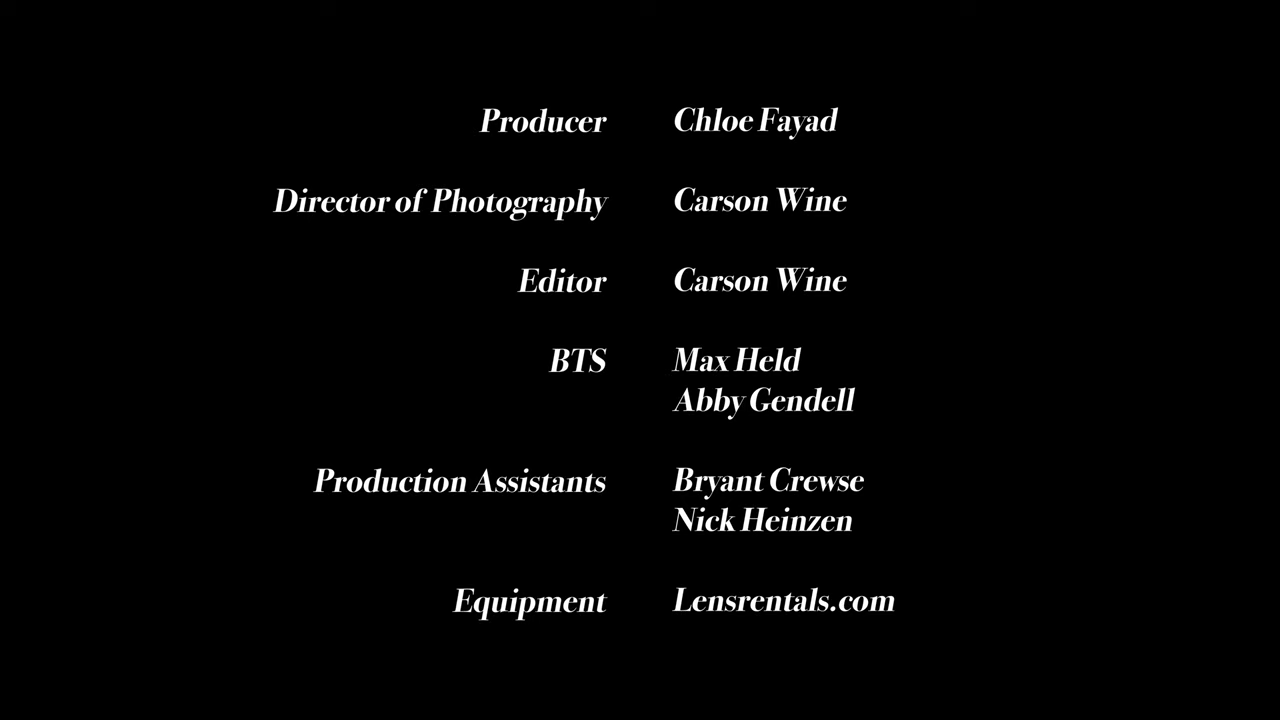 Producer Chloe Fayad
Director of Photography Carson Wine
Editor Carson Wine
BTS Max Held
Abby Gendell
Production Assistants Bryant Crewse
Nick Heinzen
Equipment Lensrentals.com